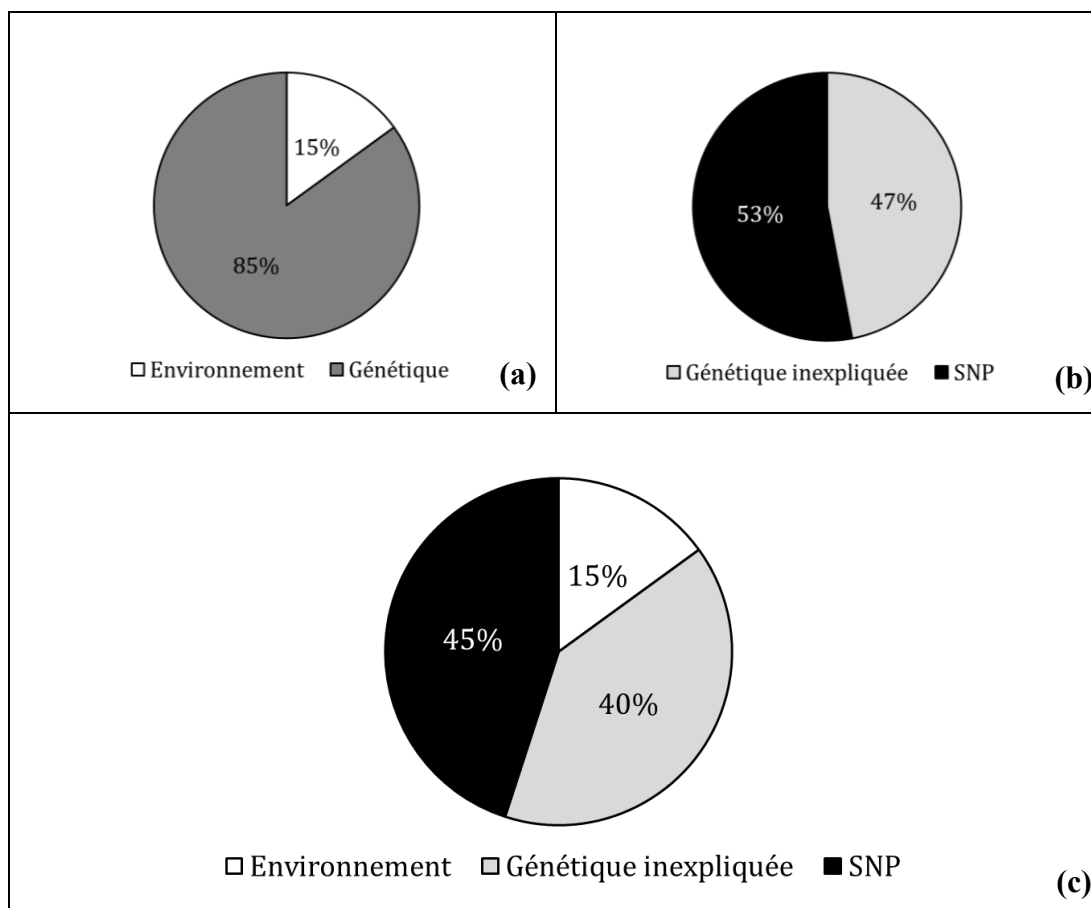 15%
85%
Environnement Génétique (a)
47%
53%
Génétique inexpliquée SNP (b)
15%
45%
40%
Environnement Génétique inexpliquée SNP
(c)